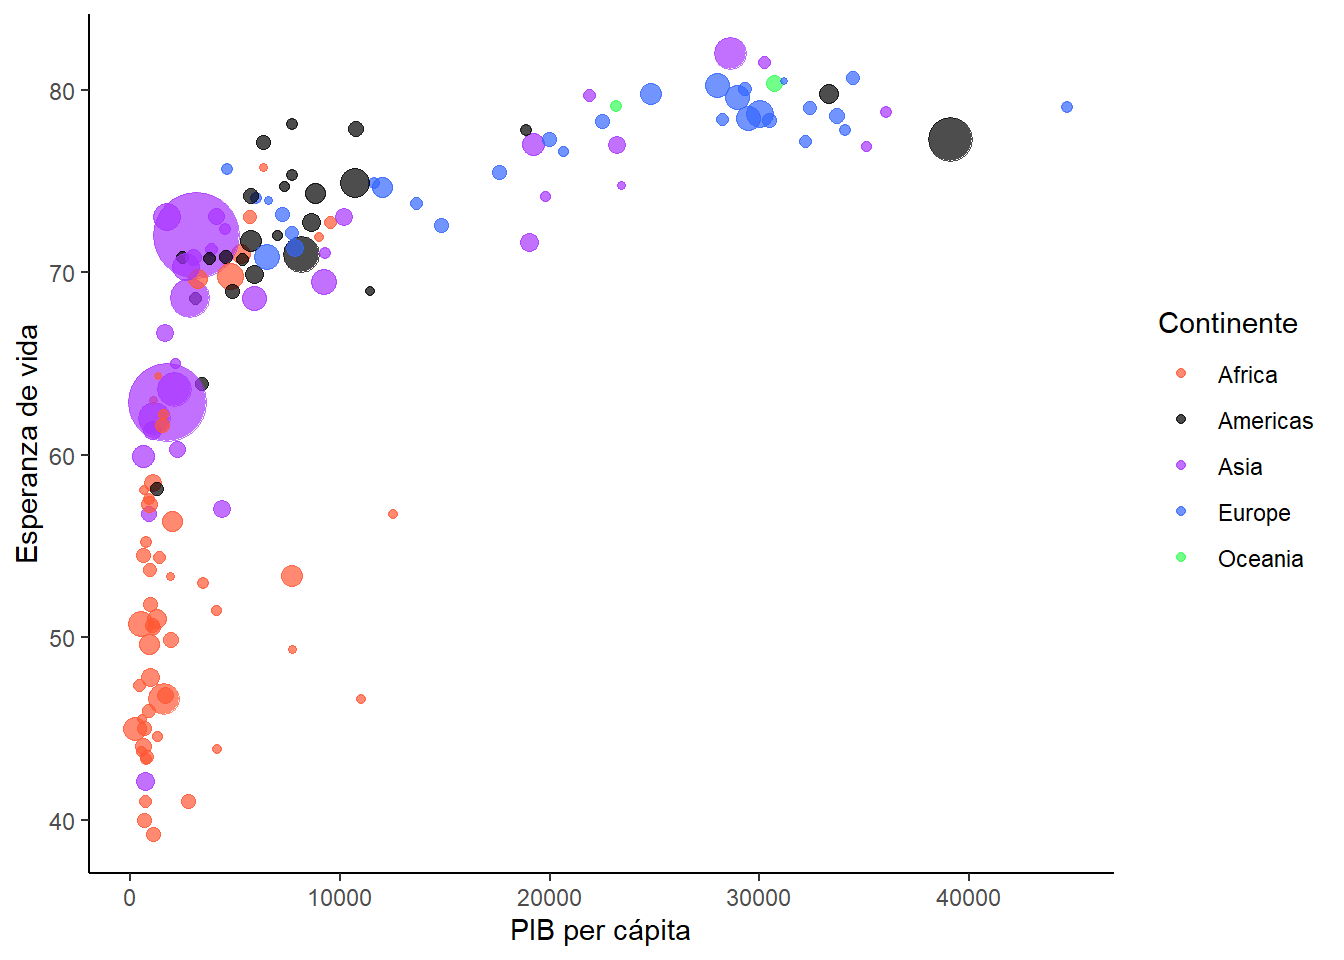 80
70
60
50
40
Esperanza de vida
0
10000
20000
30000
40000
PIB per cápita
Continente
Africa
Americas
Asia
Europe
Oceania